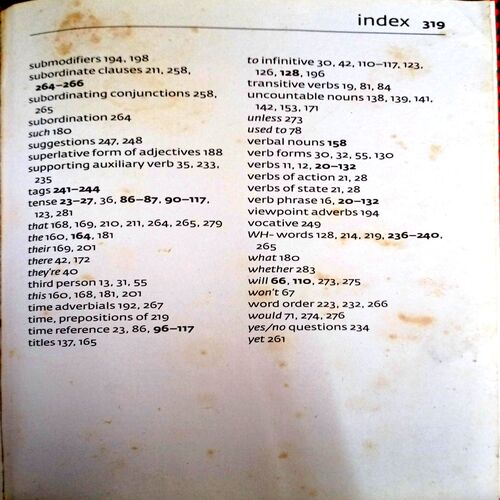 index 319
submodifiers 194, 198
subordinate clauses 211, 258,
264–266
subordinating conjunctions 258,
265
subordination 264
such 180
suggestions 247, 248
superlative form of adjectives 188
supporting auxiliary verb 35, 233,
235
tags 241–244
tense 23–27, 36, 86–87, 90–117,
123, 281
that 168, 169, 210, 211, 264, 265, 279
the 160, 164, 181
their 169, 201
there 42, 172
they're 40
third person 13, 31, 55
this 160, 168, 181, 201
time adverbials 192, 267
time, prepositions of 219
time reference 23, 86, 96–117
titles 137, 165
to infinitive 30, 42, 110–117, 123,
126, 128, 196
transitive verbs 19, 81, 84
uncountable nouns 138, 139, 141,
142, 153, 171
unless 273
used to 78
verbal nouns 158
verb forms 30, 32, 55, 130
verbs 11, 12, 20–132
verbs of action 21, 28
verbs of state 21, 28
verb phrase 16, 20–132
viewpoint adverbs 194
vocative 249
WH- words 128, 214, 219, 236–240,
265
what 180
whether 283
will 66, 110, 273, 275
won't 67
word order 223, 232, 266
would 71, 274, 276
yes/no questions 234
yet 261